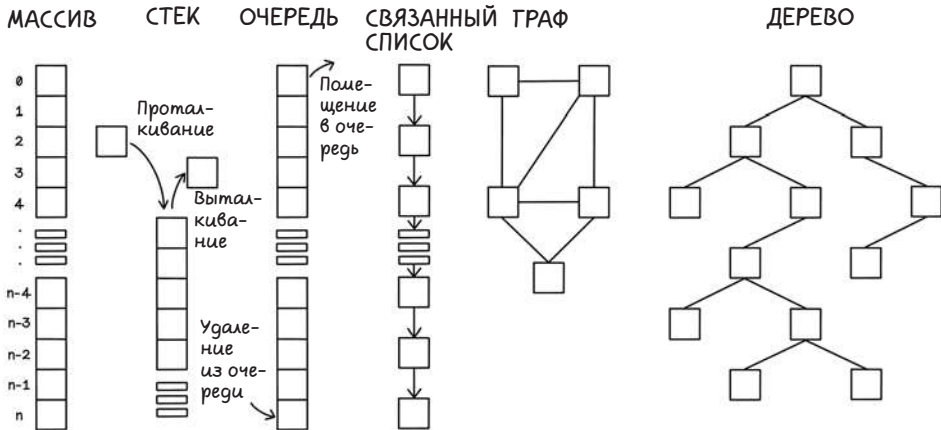 МАССИВ
СТЕК
ОЧЕРЕДЬ
СВЯЗАННЫЙ
СПИСОК
ГРАФ
ДЕРЕВО
0
1
2
3
4
.
.
.
n-4
n-3
n-2
n-1
n
Протал-
кивание
Вытал-
кива-
ние
Поме-
щение
в оче-
редь
Удале-
ние
из оче-
реди